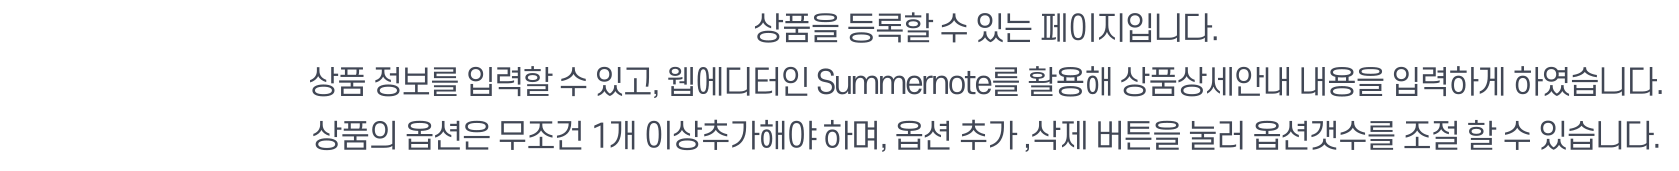 상품을 등록할 수 있는 페이지입니다.
상품 정보를 입력할 수 있고, 웹에디터인 Summernote를 활용해 상품상세안내 내용을 입력하게 하였습니다.
상품의 옵션은 무조건 1개 이상추가해야 하며, 옵션 추가 ,삭제 버튼을 눌러 옵션갯수를 조절 할 수 있습니다.